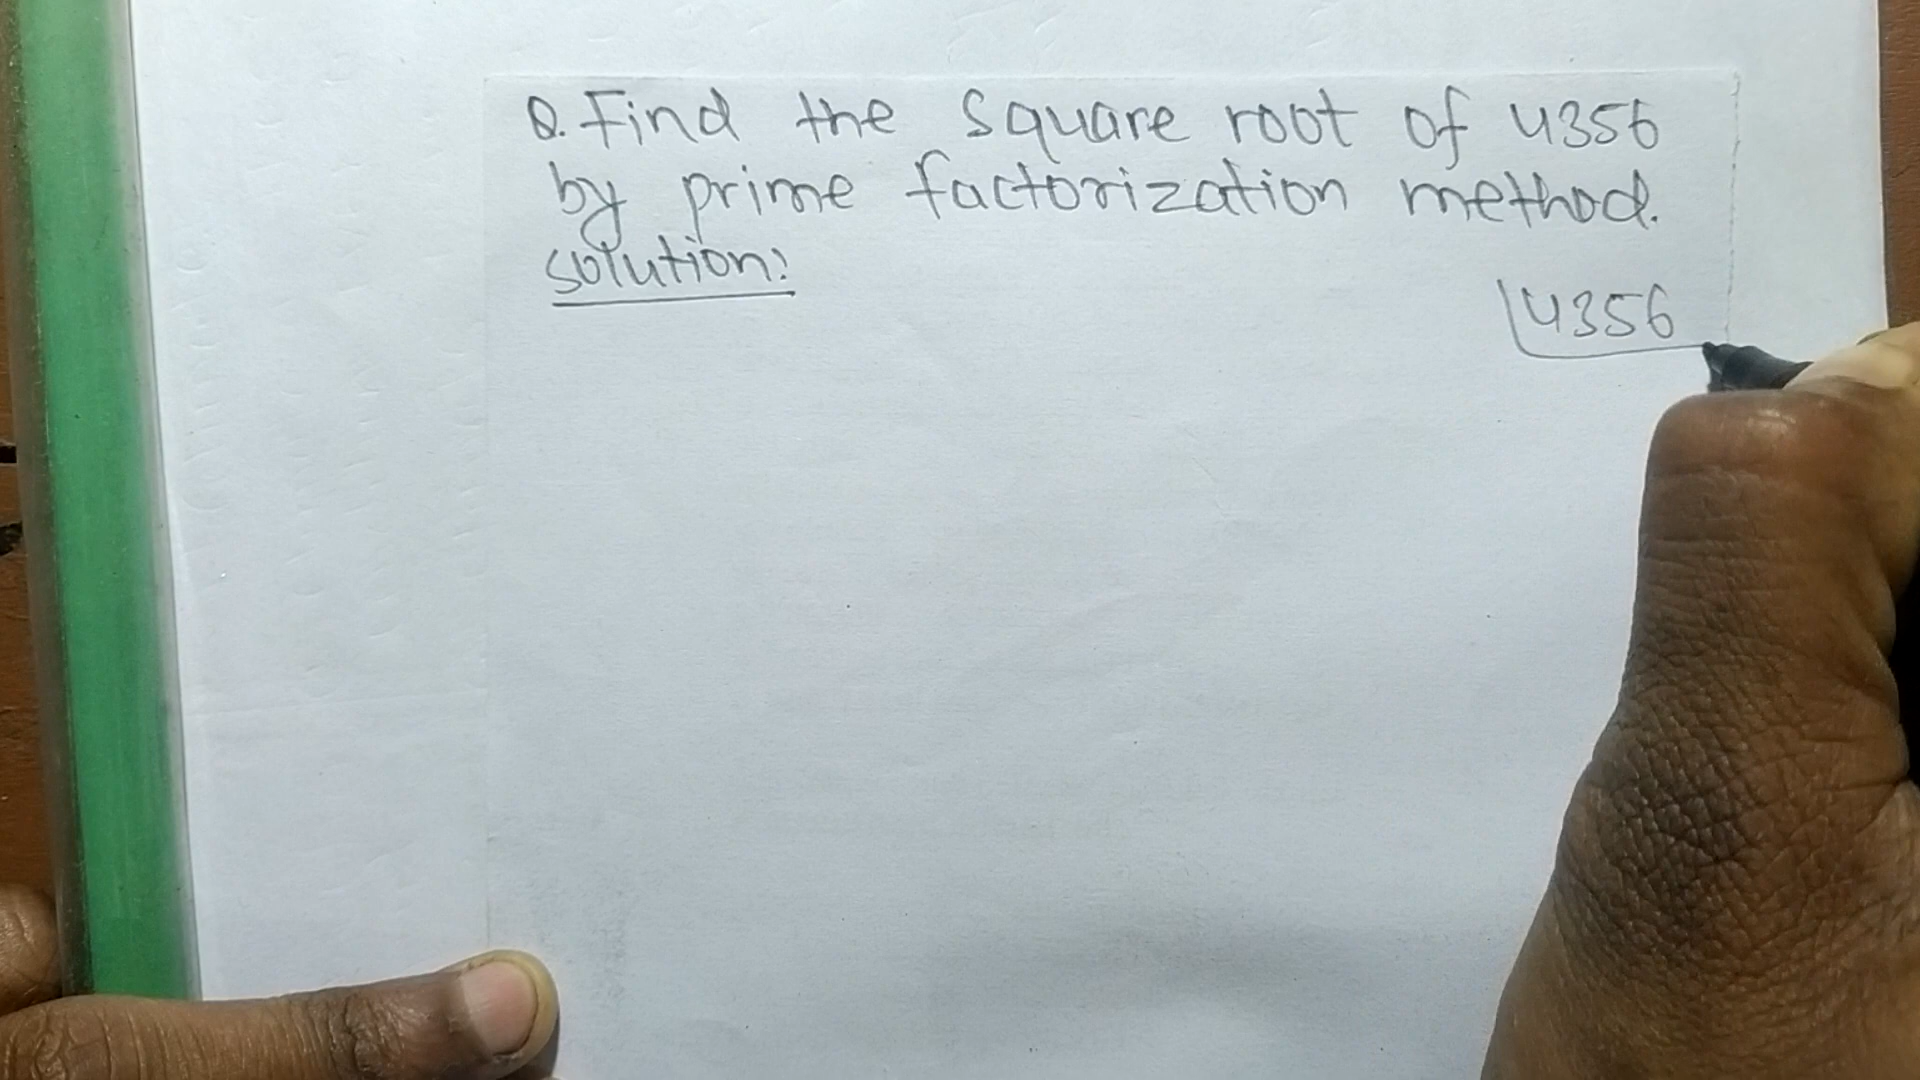 Q. Find the square root of 4356
by prime factorization method.
solution:
4356